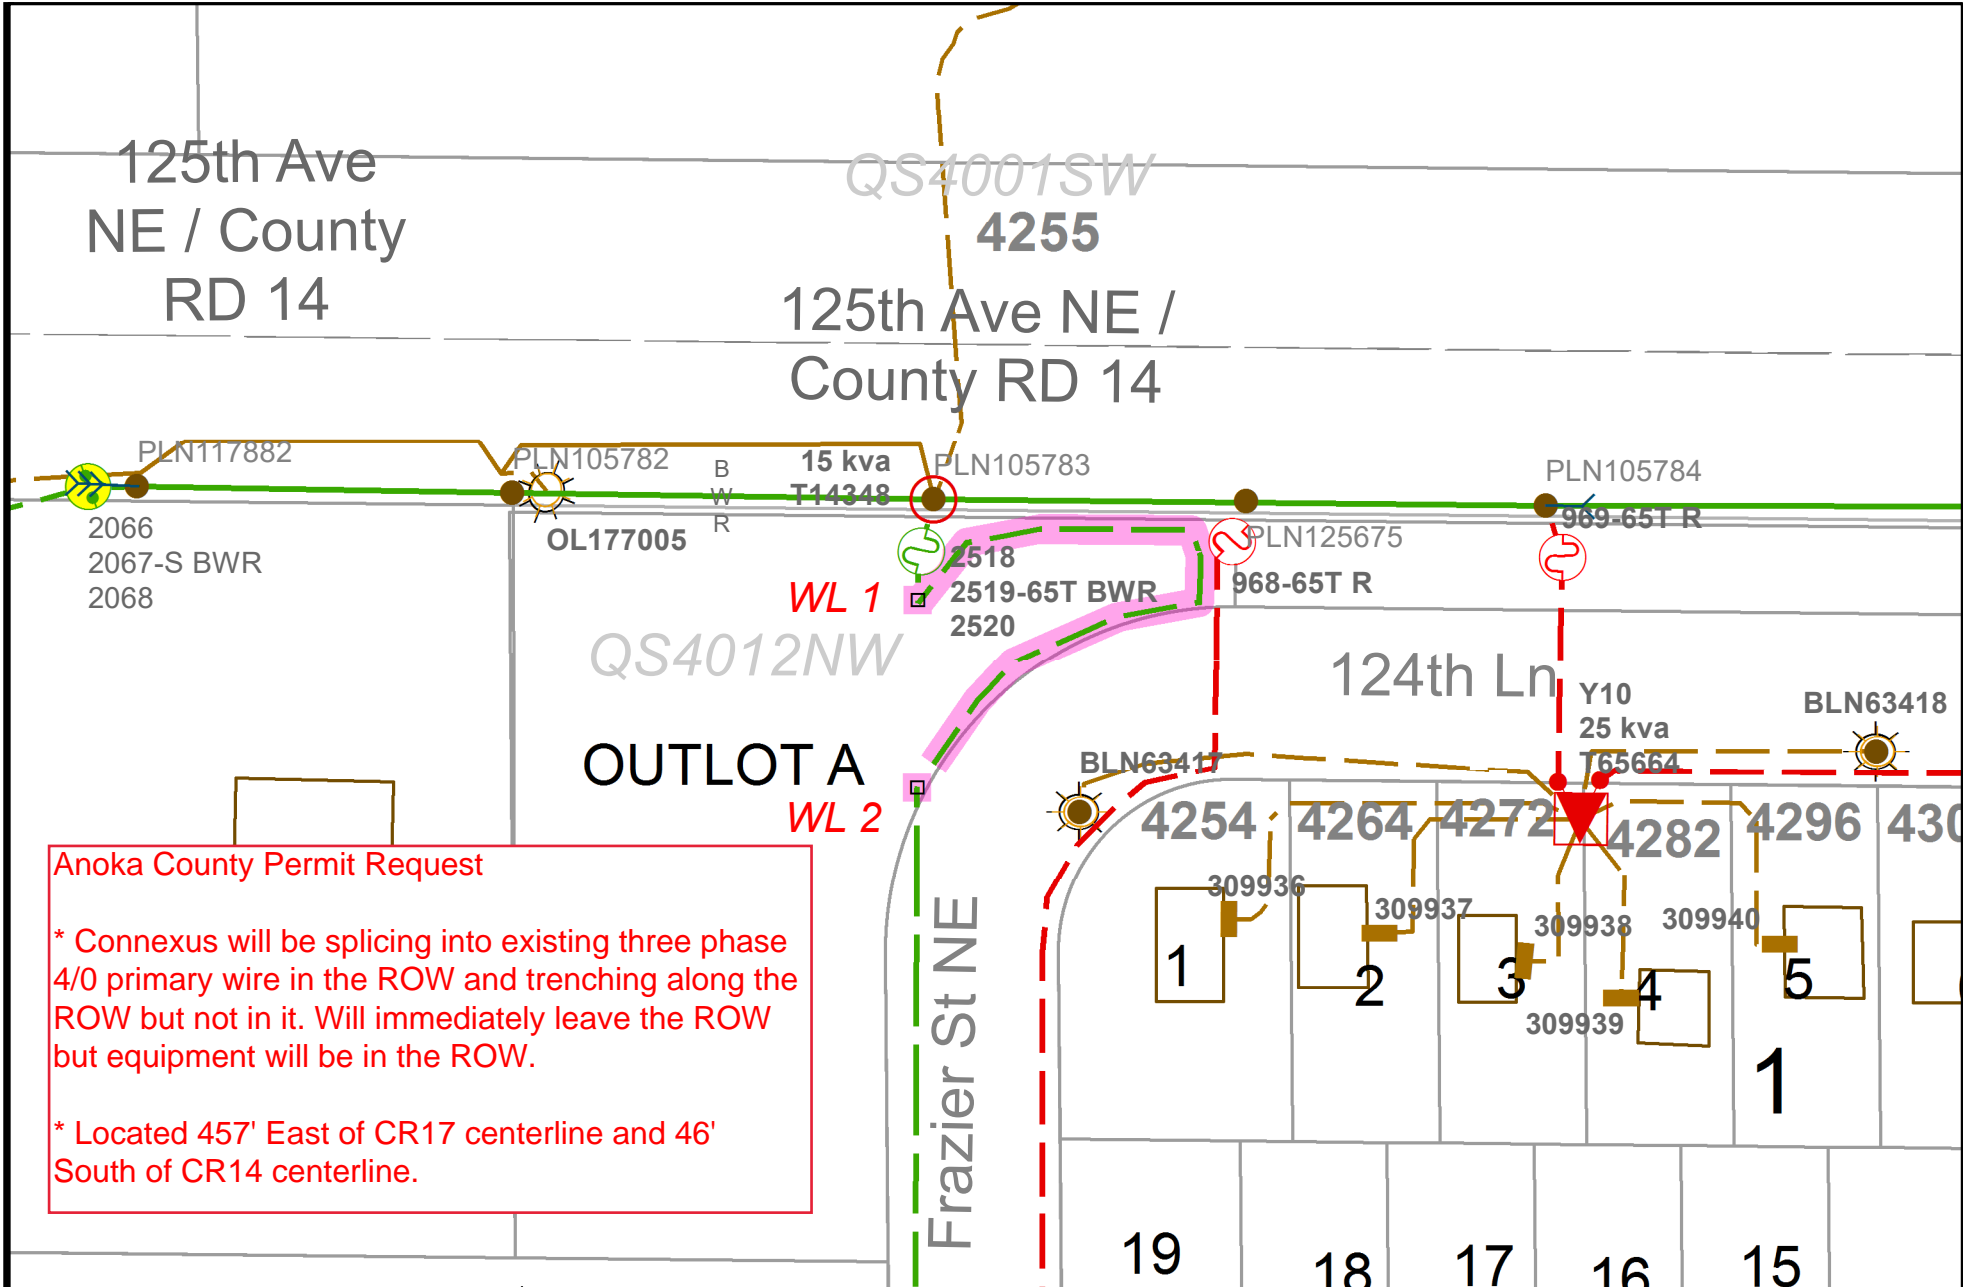 125th Ave
NE / County
RD 14
QS4001SW
4255
125th Ave NE /
County RD 14
PLN117882
PLN105782
B
W
R
15 kva
T14348
PLN105783
PLN105784
2066
2067-S BWR
2068
OL177005
2518
2519-65T BWR
2520
PLN125675
968-65T R
969-65T R
WL 1
QS4012NW
124th Ln
Y10
25 kva
T65664
BLN63418
OUTLOT A
WL 2
BLN63417
4254
4264
4272
4282
4296
430
Anoka County Permit Request
* Connexus will be splicing into existing three phase
4/0 primary wire in the ROW and trenching along the
ROW but not in it. Will immediately leave the ROW
but equipment will be in the ROW.
* Located 457' East of CR17 centerline and 46'
South of CR14 centerline.
309936
309937
309938
309940
309939
1
2
3
4
5
1
Frazier St NE
19
18
17
16
15